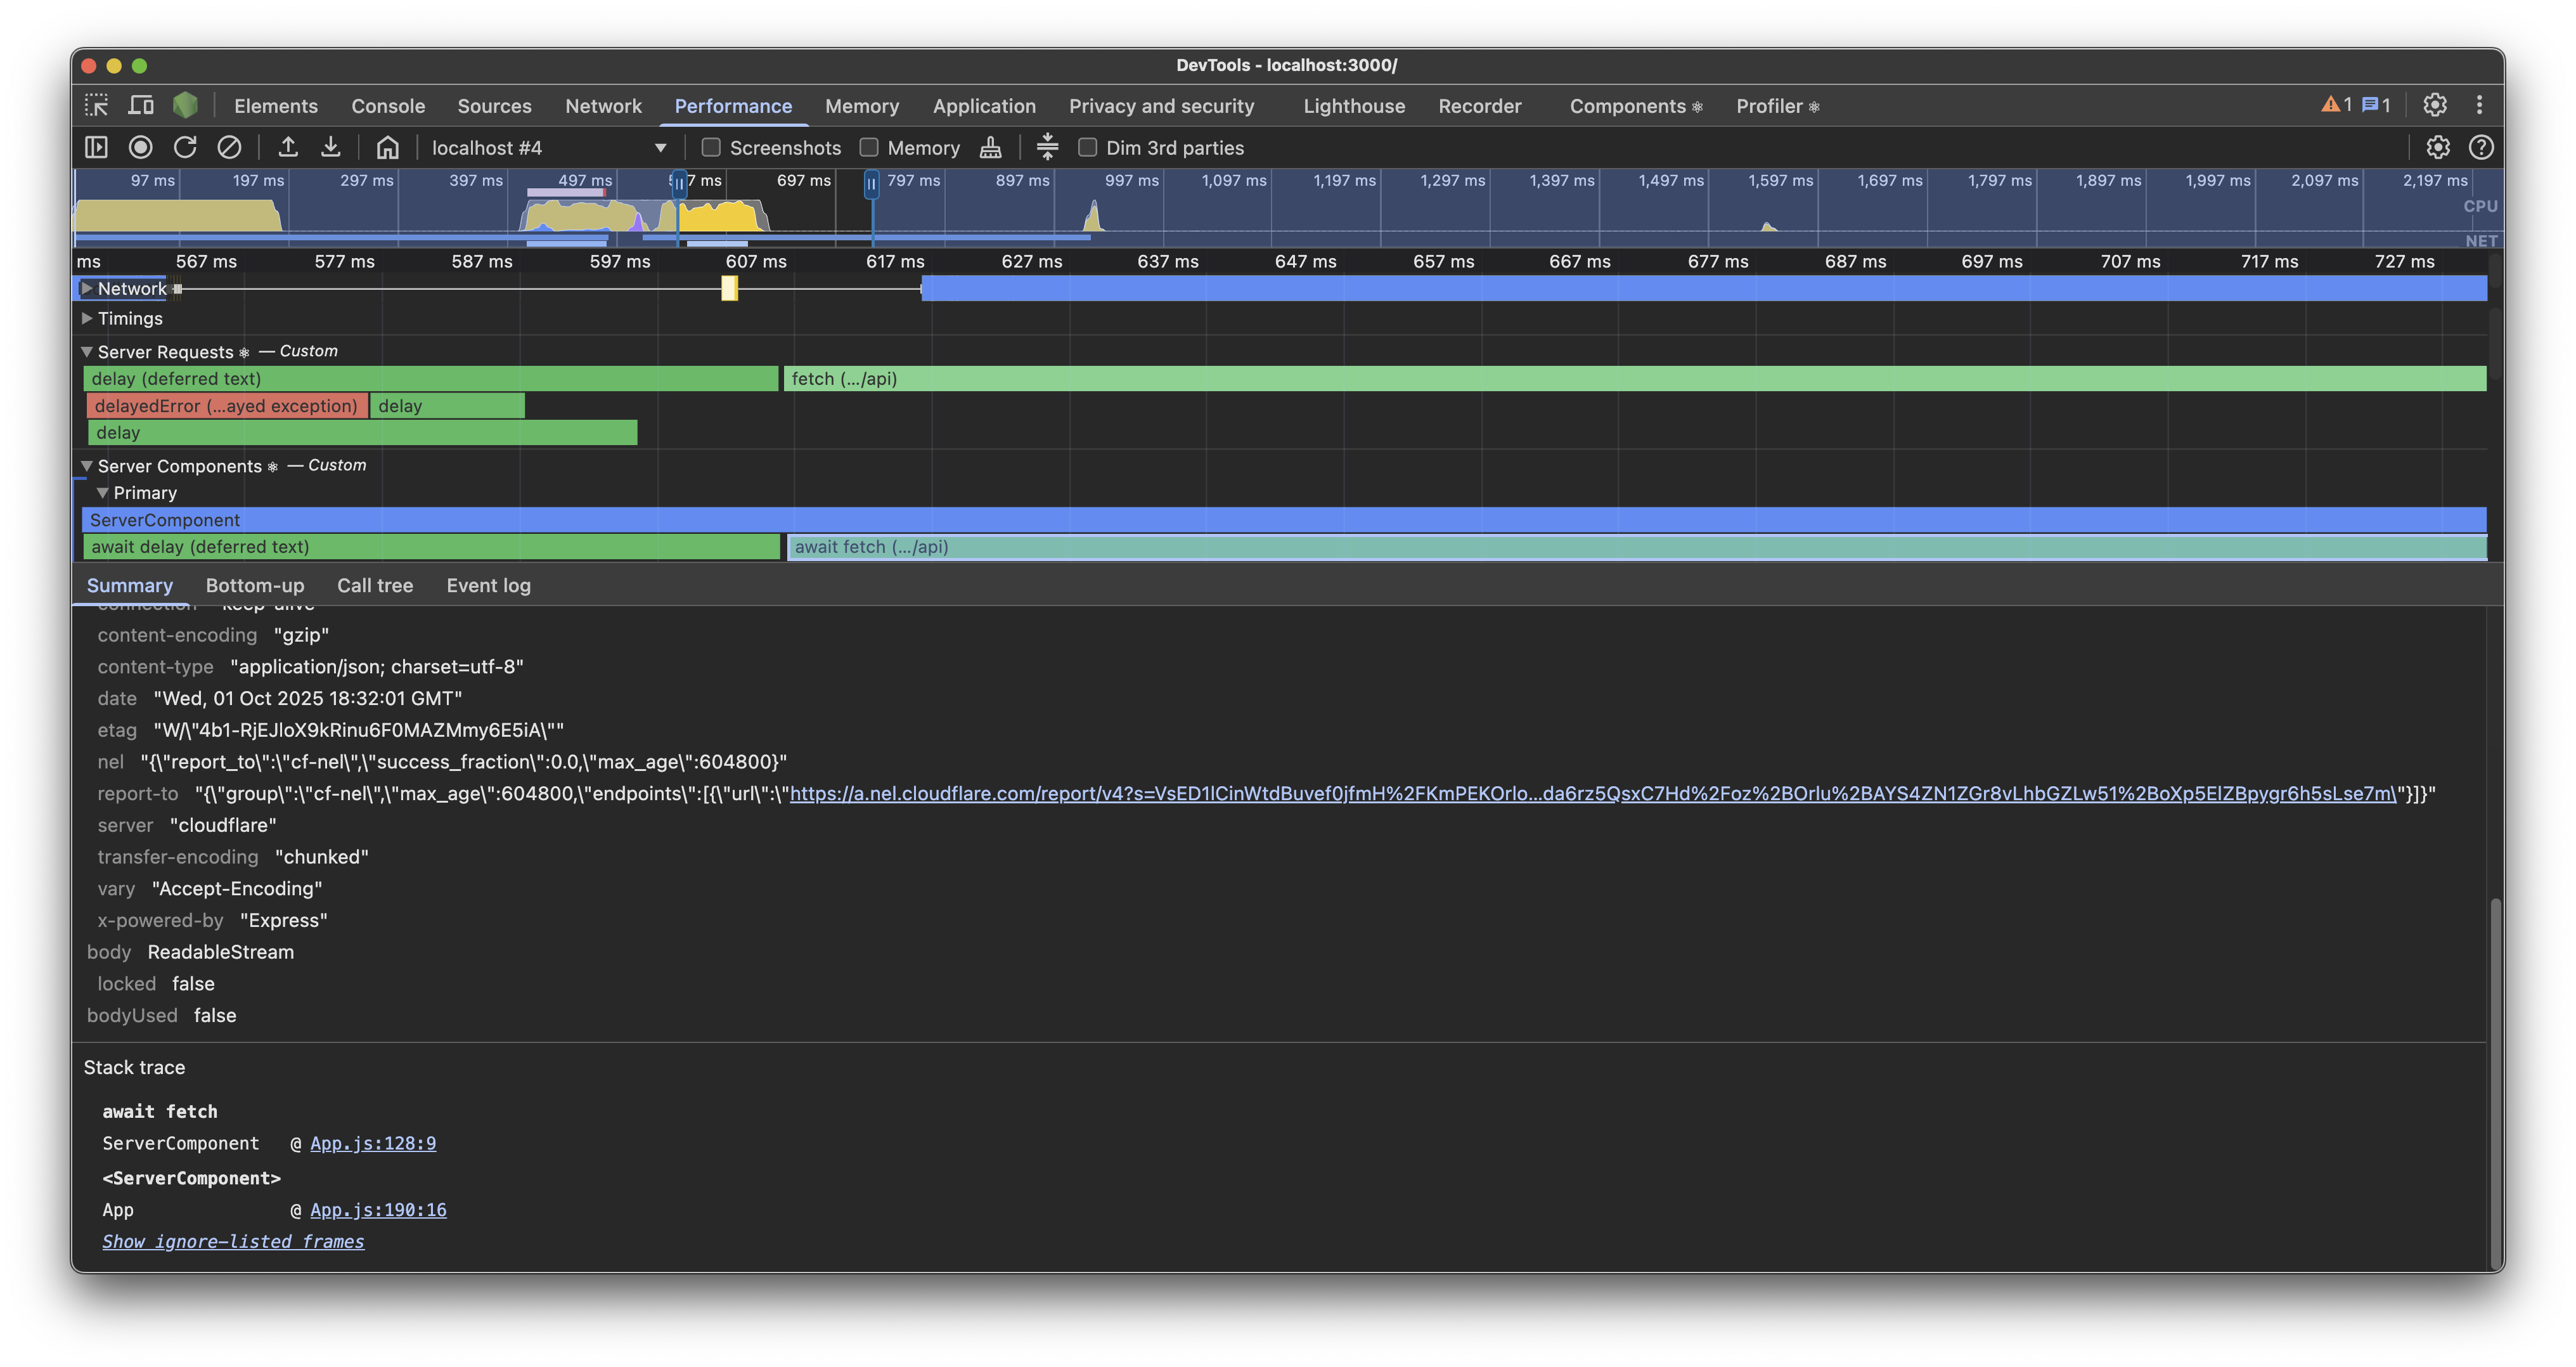 DevTools - localhost:3000/
Elements Console Sources Network Performance Memory Application Privacy and security Lighthouse Recorder Components ⚛ Profiler ⚛ 1 1
localhost #4 Screenshots Memory Dim 3rd parties
97 ms 197 ms 297 ms 397 ms 497 ms 7 ms 697 ms 797 ms 897 ms 997 ms 1,097 ms 1,197 ms 1,297 ms 1,397 ms 1,497 ms 1,597 ms 1,697 ms 1,797 ms 1,897 ms 1,997 ms 2,097 ms 2,197 ms
CPU
NET
ms 567 ms 577 ms 587 ms 597 ms 607 ms 617 ms 627 ms 637 ms 647 ms 657 ms 667 ms 677 ms 687 ms 697 ms 707 ms 717 ms 727 ms
Network
Timings
Server Requests ⚛ — Custom
delay (deferred text) fetch (…/api)
delayedError (…ayed exception) delay
delay
Server Components ⚛ — Custom
Primary
ServerComponent
await delay (deferred text) await fetch (…/api)
Summary Bottom-up Call tree Event log
connection "keep-alive"
content-encoding "gzip"
content-type "application/json; charset=utf-8"
date "Wed, 01 Oct 2025 18:32:01 GMT"
etag "W/\"4b1-RjEJloX9kRinu6F0MAZMmy6E5iA\""
nel "{\"report_to\":\"cf-nel\",\"success_fraction\":0.0,\"max_age\":604800}"
report-to "{\"group\":\"cf-nel\",\"max_age\":604800,\"endpoints\":[{\"url\":\"https://a.nel.cloudflare.com/report/v4?s=VsED1lCinWtdBuvef0jfmH%2FKmPEKOrlo…da6rz5QsxC7Hd%2Foz%2BOrlu%2BAYS4ZN1ZGr8vLhbGZLw51%2BoXp5ElZBpygr6h5sLse7m\"}]}"
server "cloudflare"
transfer-encoding "chunked"
vary "Accept-Encoding"
x-powered-by "Express"
body ReadableStream
locked false
bodyUsed false
Stack trace
await fetch
ServerComponent @ App.js:128:9
<ServerComponent>
App @ App.js:190:16
Show ignore-listed frames